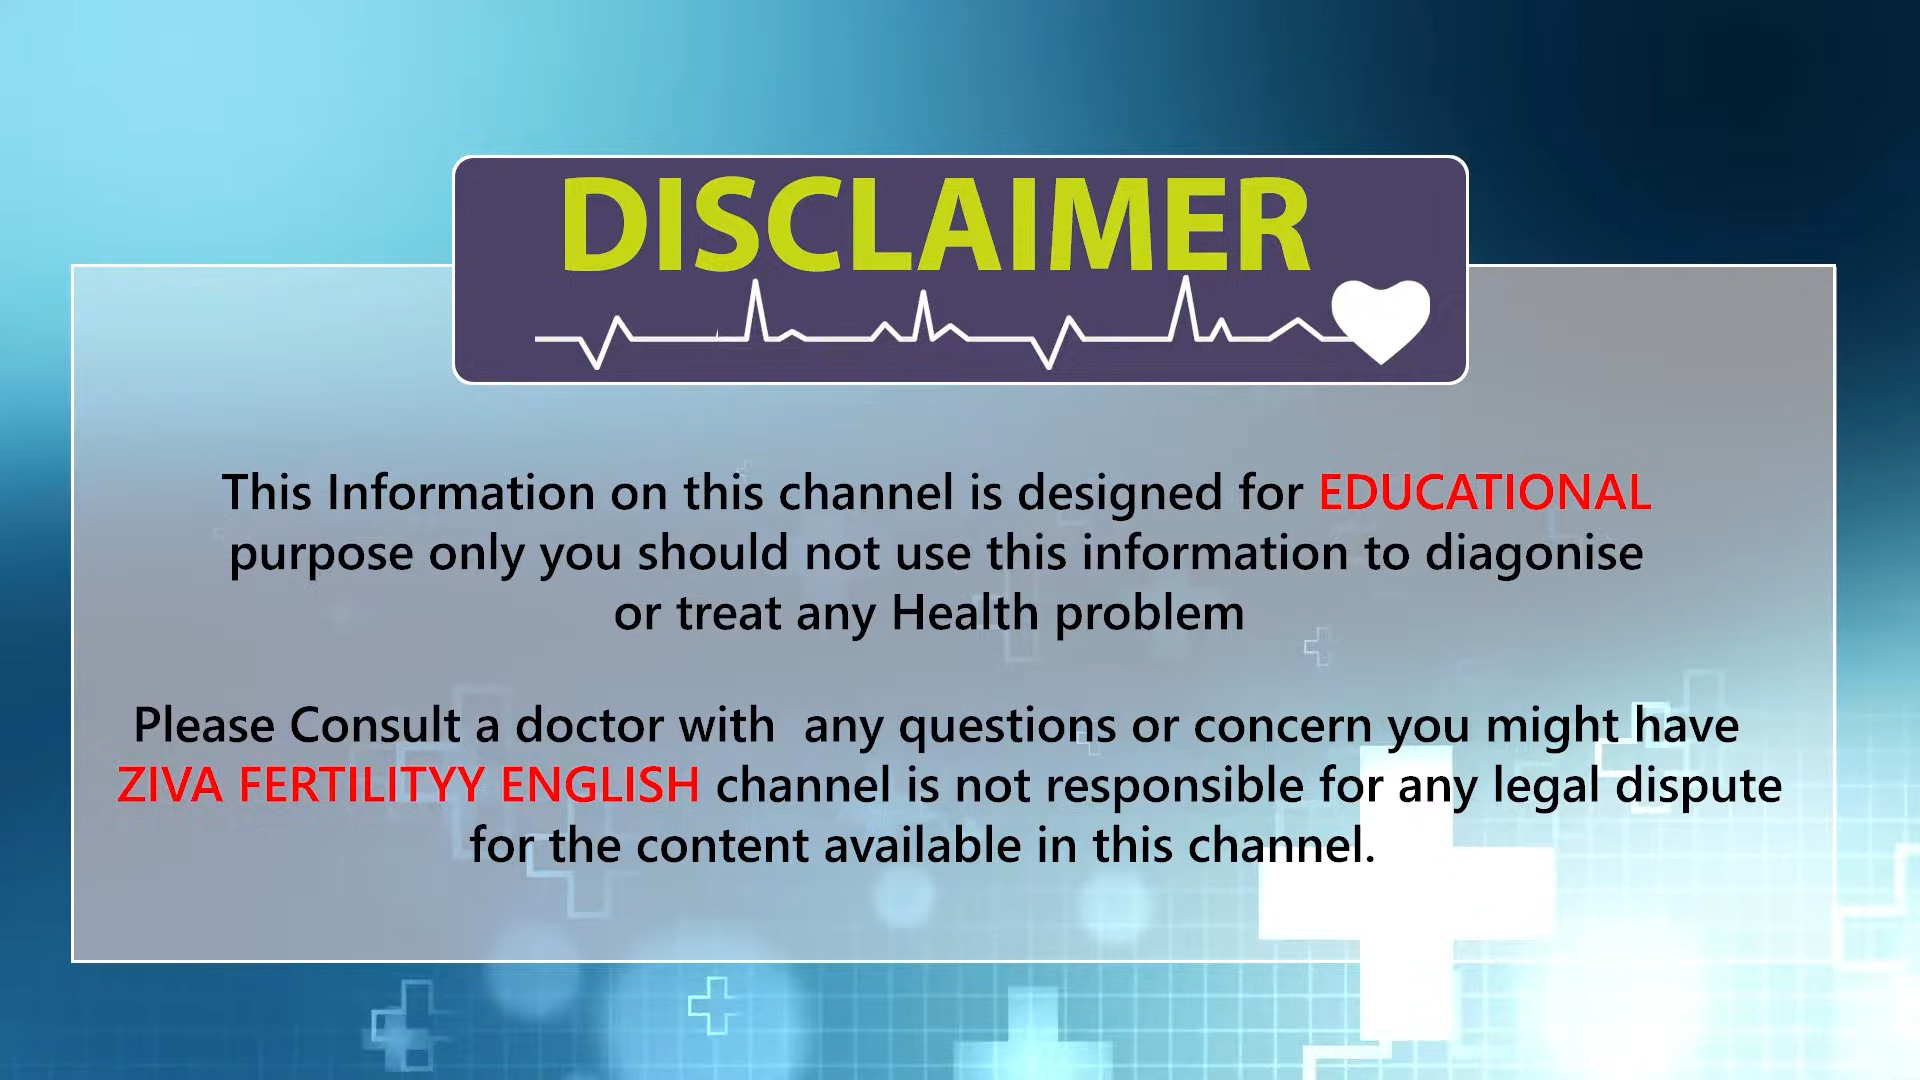 DISCLAIMER
This Information on this channel is designed for EDUCATIONAL
purpose only you should not use this information to diagonise
or treat any Health problem
Please Consult a doctor with  any questions or concern you might have
ZIVA FERTILITYY ENGLISH channel is not responsible for any legal dispute
for the content available in this channel.